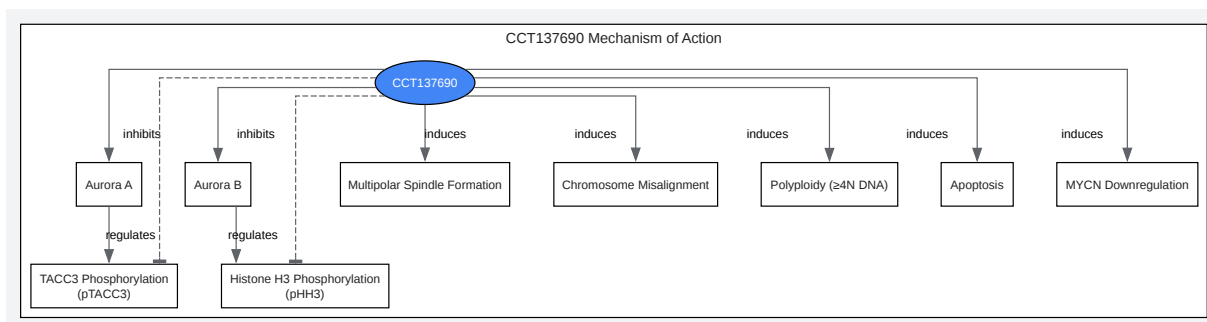 CCT137690 Mechanism of Action
CCT137690
inhibits
inhibits
induces
induces
induces
induces
induces
Aurora A
Aurora B
Multipolar Spindle Formation
Chromosome Misalignment
Polyploidy (≥4N DNA)
Apoptosis
MYCN Downregulation
regulates
regulates
TACC3 Phosphorylation
(pTACC3)
Histone H3 Phosphorylation
(pHH3)